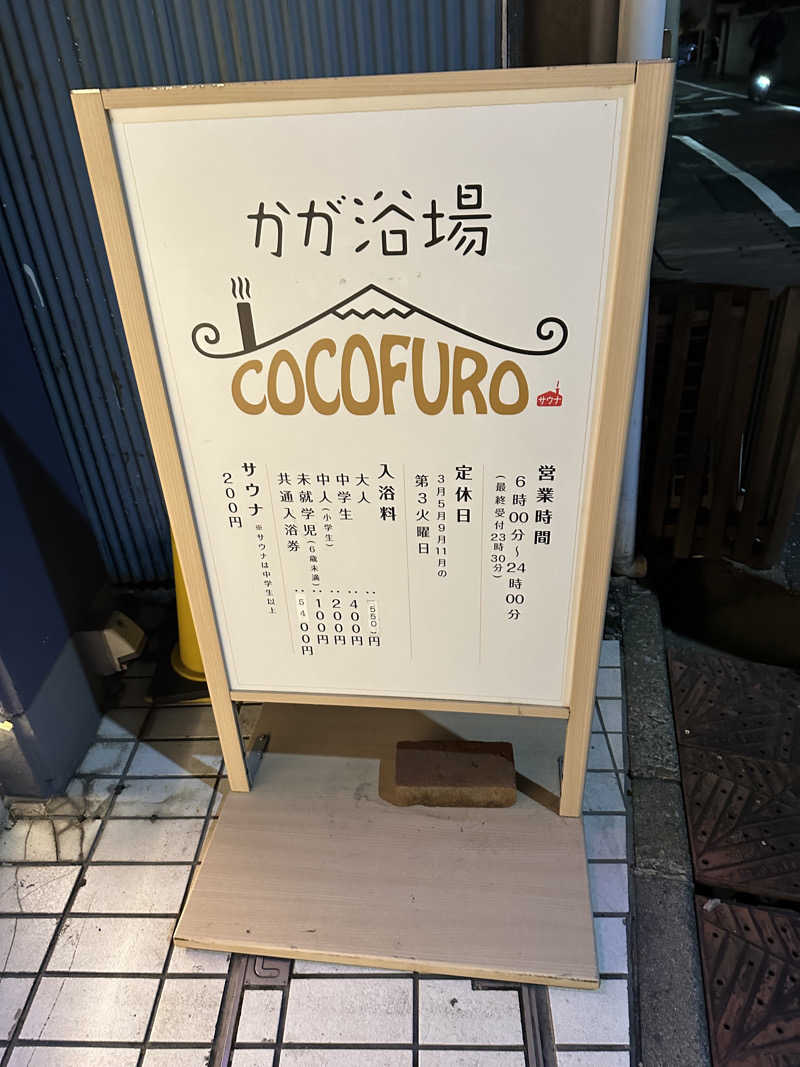 かが浴場
COCOFURO
サウナ
営業時間
6時00分〜24時00分
(最終受付23時30分)
定休日
3月5月9月11月の
第3火曜日
入浴料
大人‥550円
中学生‥400円
中人(小学生)‥200円
未就学児(6歳未満)‥100円
共通入浴券‥5400円
サウナ ※サウナは中学生以上
200円